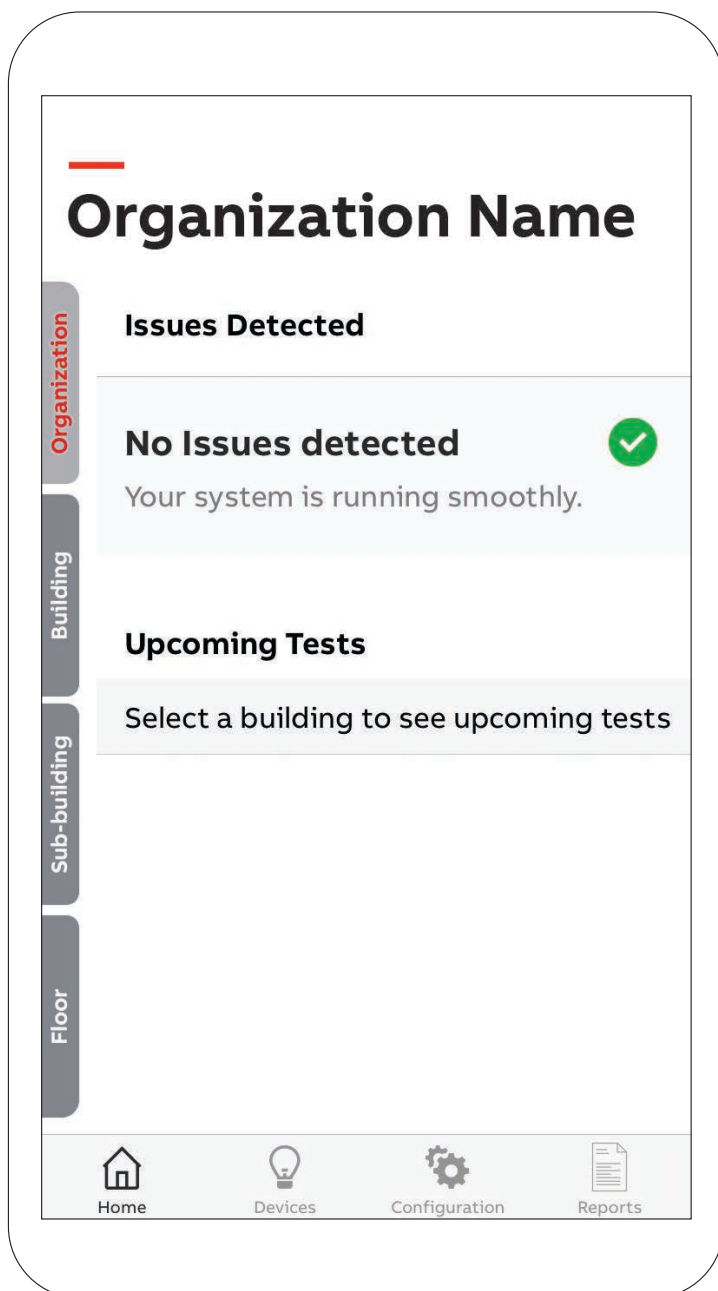 Organization Name
Organization
Issues Detected
No Issues detected
Your system is running smoothly.
Building
Upcoming Tests
Select a building to see upcoming tests
Sub-building
Floor
Home
Devices
Configuration
Reports